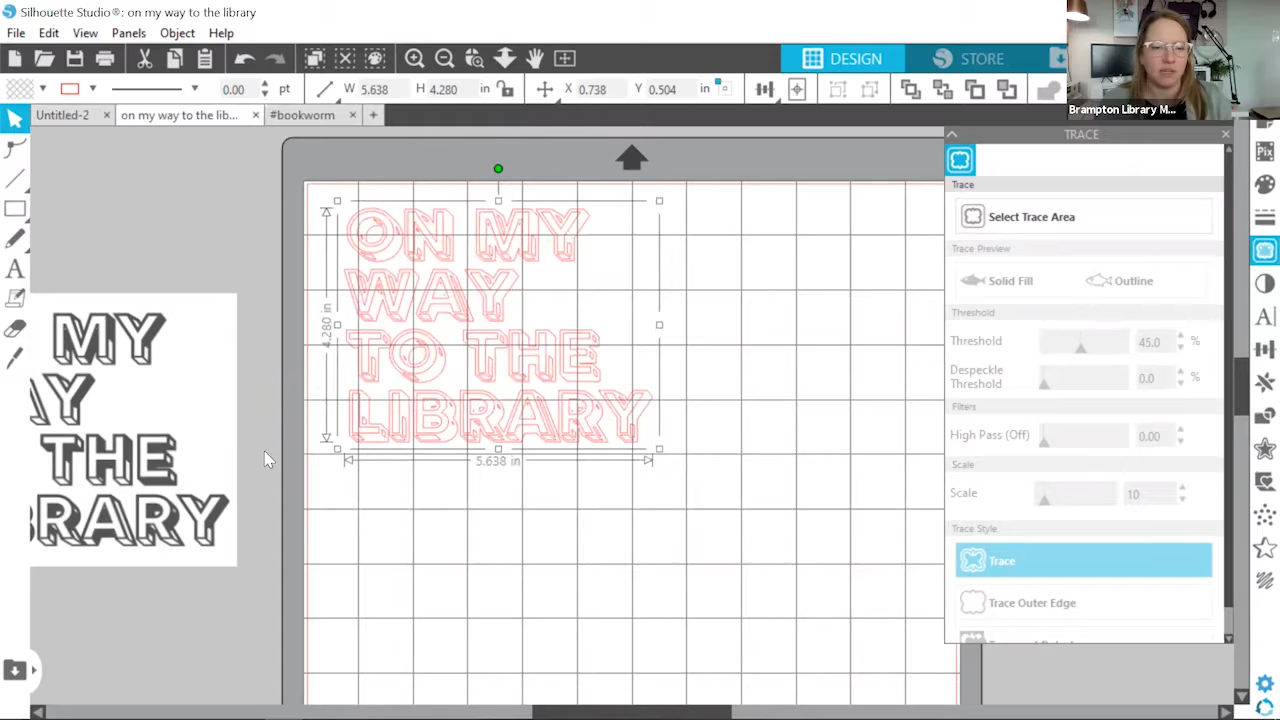 Silhouette Studio®: on my way to the library
File Edit View Panels Object Help
DESIGN
STORE
0.00 pt
W 5.638 H 4.280 in
X 0.738 Y 0.504 in
Brampton Library M...
Untitled-2 ×
on my way to the lib... ×
#bookworm ×
+
TRACE
Trace
Select Trace Area
Trace Preview
Solid Fill
Outline
Threshold
Threshold 45.0 %
Despeckle
Threshold 0.0 %
Filters
High Pass (Off) 0.00
Scale
Scale 10
Trace Style
Trace
Trace Outer Edge
Pix
ON MY
WAY
TO THE
LIBRARY
4.280 in
5.638 in
MY
AY
THE
BRARY